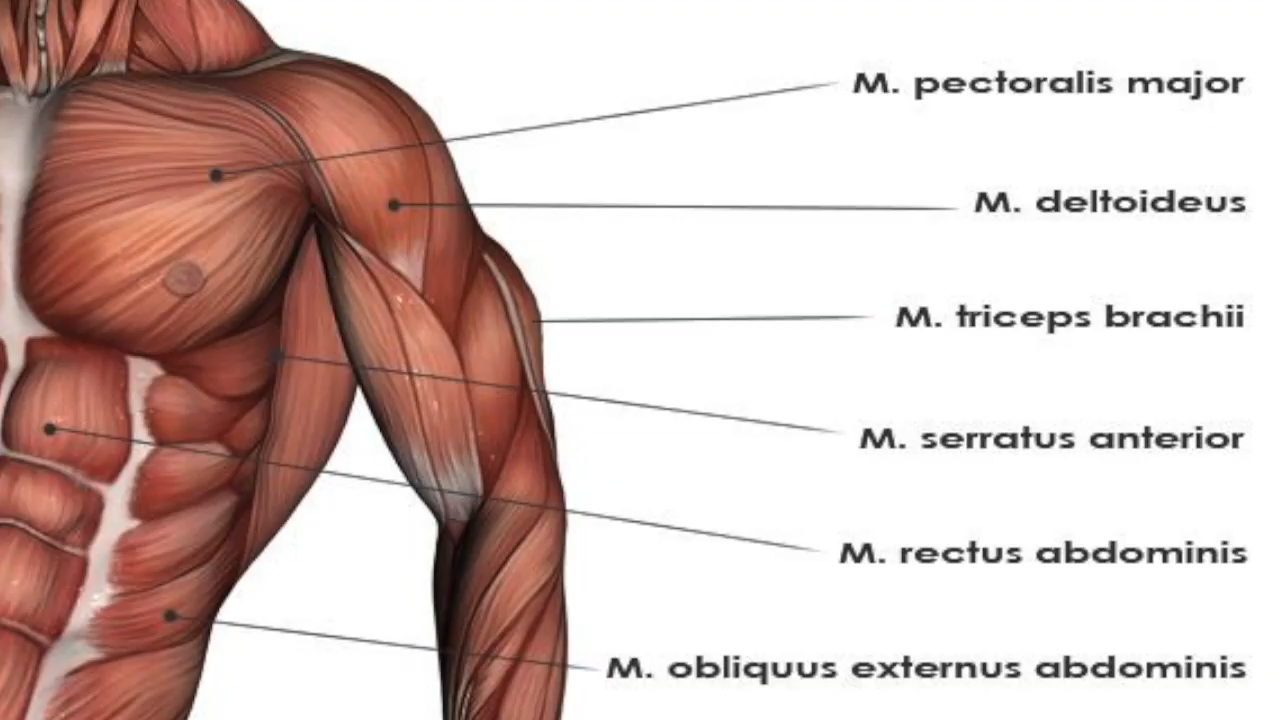 M. pectoralis major
M. deltoideus
M. triceps brachii
M. serratus anterior
M. rectus abdominis
M. obliquus externus abdominis